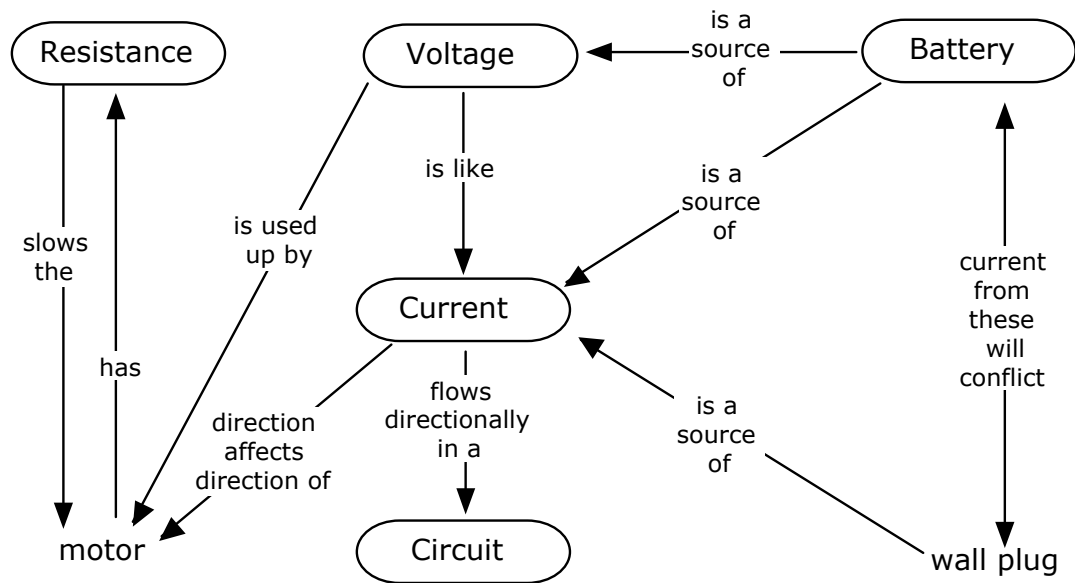 Resistance
Voltage
is a
source
of
Battery
is like
is a
source
of
slows
the
is used
up by
current
from
these
will
conflict
Current
has
direction
affects
direction of
flows
directionally
in a
is a
source
of
motor
Circuit
wall plug